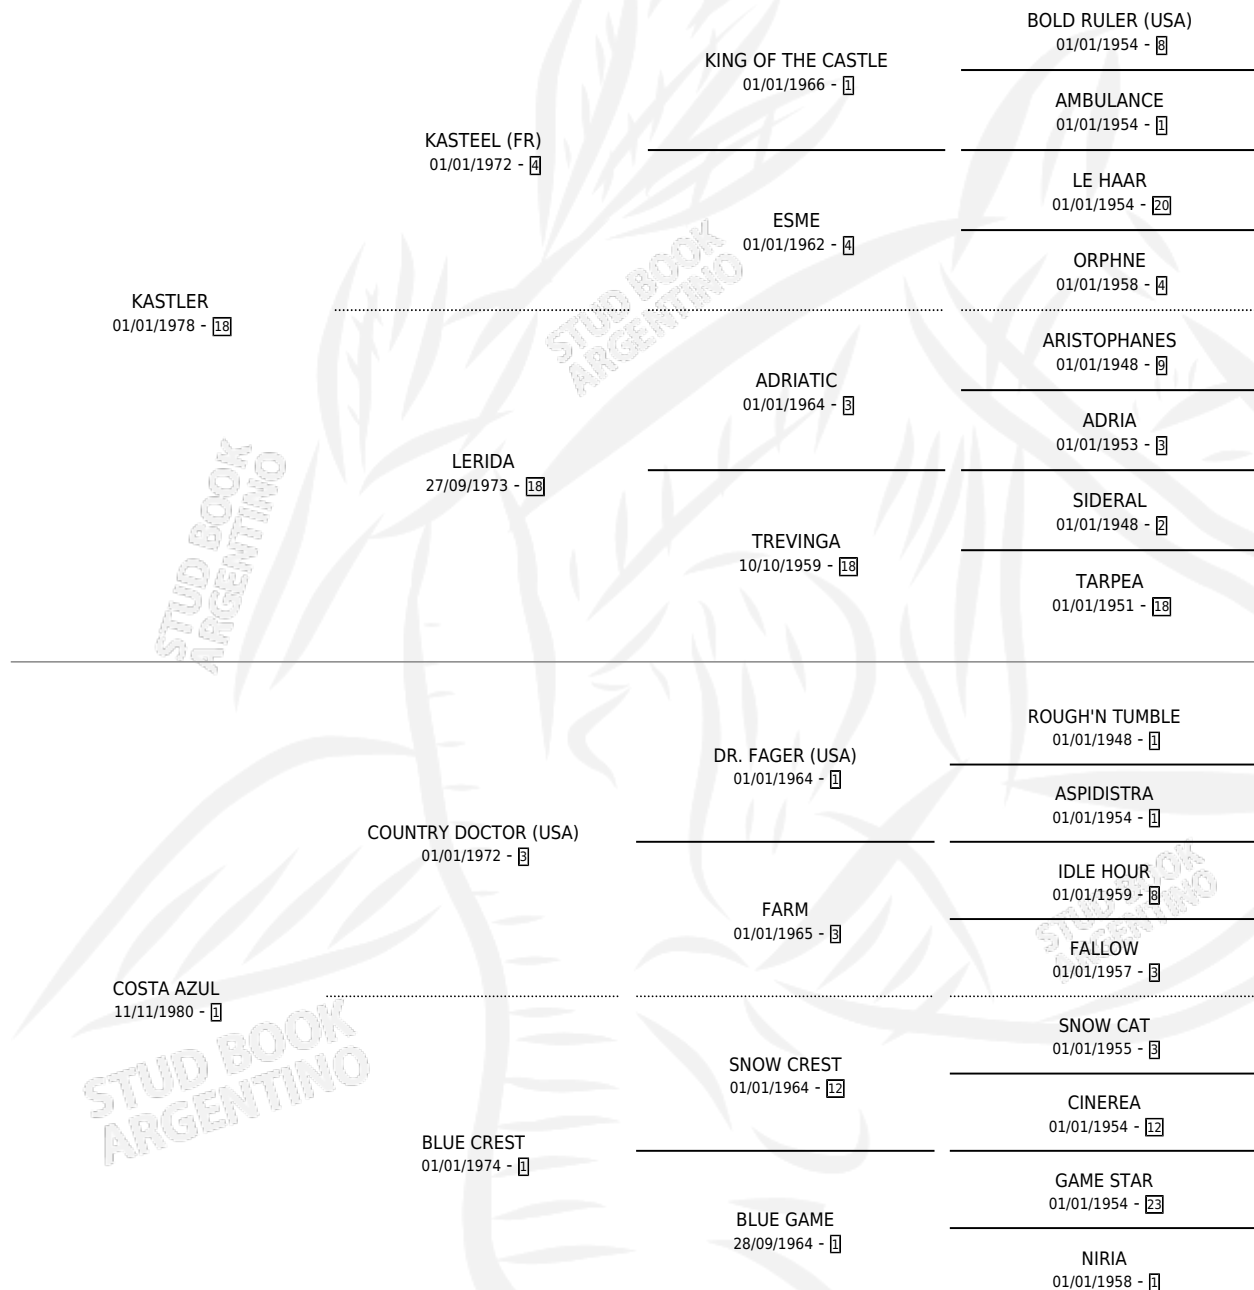 BOLD RULER (USA)
01/01/1954 - 8
KING OF THE CASTLE
01/01/1966 - 1
AMBULANCE
01/01/1954 - 1
KASTEEL (FR)
01/01/1972 - 4
LE HAAR
01/01/1954 - 20
ESME
01/01/1962 - 4
ORPHNE
01/01/1958 - 4
KASTLER
01/01/1978 - 18
ARISTOPHANES
01/01/1948 - 9
ADRIATIC
01/01/1964 - 3
ADRIA
01/01/1953 - 3
LERIDA
27/09/1973 - 18
SIDERAL
01/01/1948 - 2
TREVINGA
10/10/1959 - 18
TARPEA
01/01/1951 - 18
ROUGH'N TUMBLE
01/01/1948 - 1
DR. FAGER (USA)
01/01/1964 - 1
ASPIDISTRA
01/01/1954 - 1
COUNTRY DOCTOR (USA)
01/01/1972 - 3
IDLE HOUR
01/01/1959 - 8
FARM
01/01/1965 - 3
FALLOW
01/01/1957 - 3
COSTA AZUL
11/11/1980 - 1
SNOW CAT
01/01/1955 - 3
SNOW CREST
01/01/1964 - 12
CINEREA
01/01/1954 - 12
BLUE CREST
01/01/1974 - 1
GAME STAR
01/01/1954 - 23
BLUE GAME
28/09/1964 - 1
NIRIA
01/01/1958 - 1
STUD BOOK
ARGENTINO
STUD BOOK
ARGENTINO
STUD BOOK
ARGENTINO
STUD BOOK
ARGENTINO